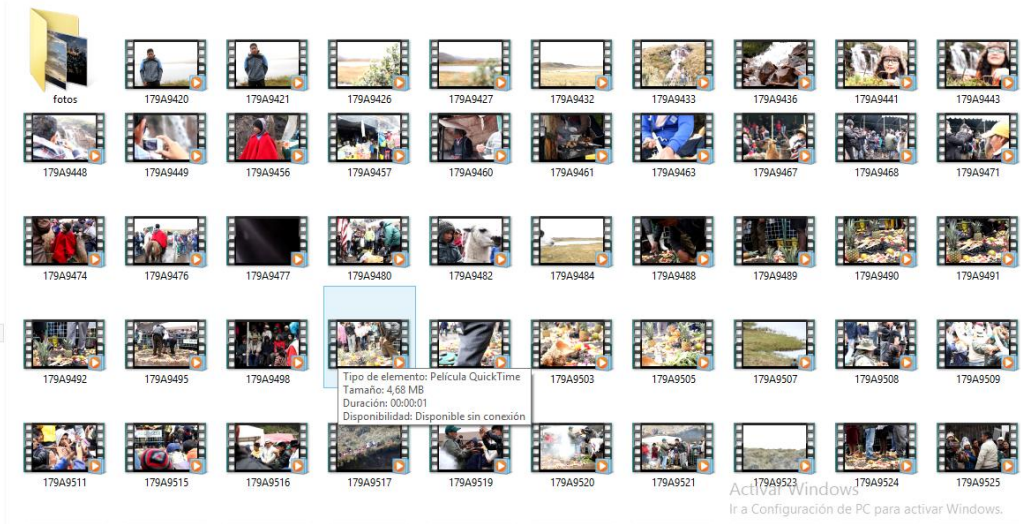 fotos
179A9420
179A9421
179A9426
179A9427
179A9432
179A9433
179A9436
179A9441
179A9443
179A9448
179A9449
179A9456
179A9457
179A9460
179A9461
179A9463
179A9467
179A9468
179A9471
179A9474
179A9476
179A9477
179A9480
179A9482
179A9484
179A9488
179A9489
179A9490
179A9491
179A9492
179A9495
179A9498
Tipo de elemento: Película QuickTime
Tamaño: 4,68 MB
Duración: 00:00:01
Disponibilidad: Disponible sin conexión
179A9503
179A9505
179A9507
179A9508
179A9509
179A9511
179A9515
179A9516
179A9517
179A9519
179A9520
179A9521
179A9523
179A9524
179A9525
Activar Windows
Ir a Configuración de PC para activar Windows.